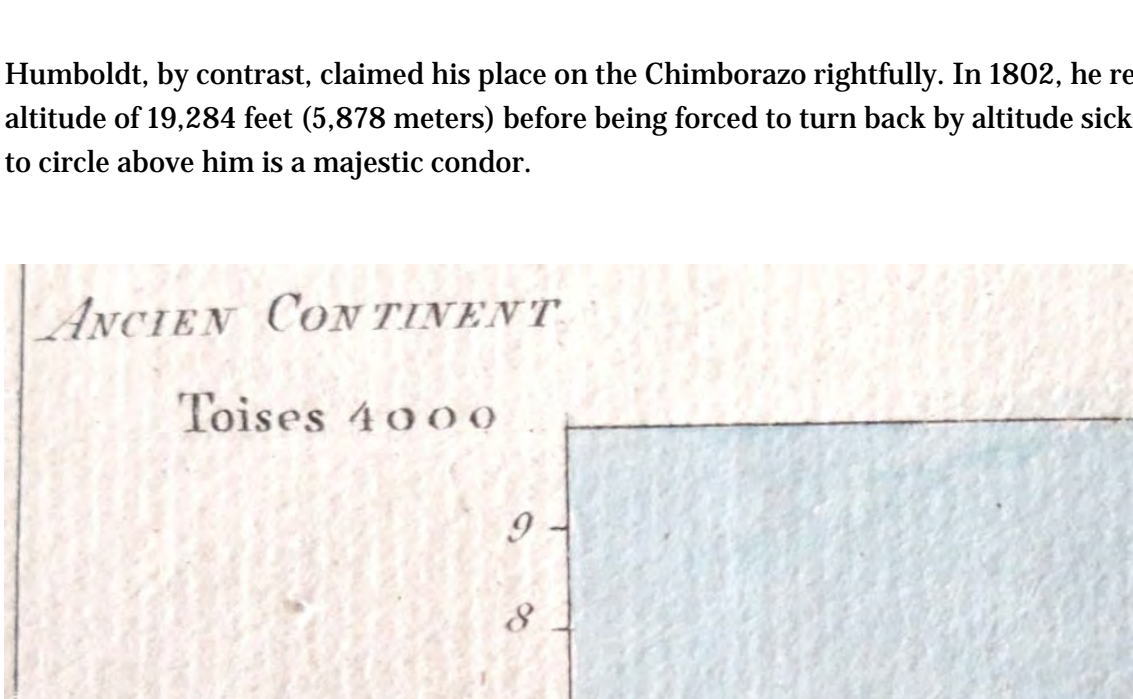 Humboldt, by contrast, claimed his place on the Chimborazo rightfully. In 1802, he re
altitude of 19,284 feet (5,878 meters) before being forced to turn back by altitude sick
to circle above him is a majestic condor.
ANCIEN CONTINENT
Toises 4000
9
8